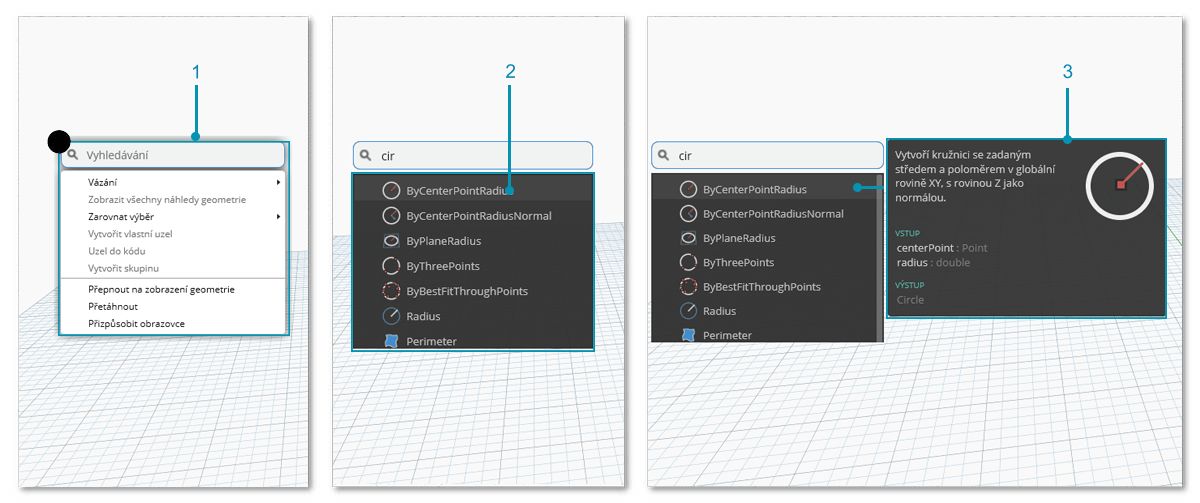 1
Vyhledávání
Vázání
Zobrazit všechny náhledy geometrie
Zarovnat výběr
Vytvořit vlastní uzel
Uzel do kódu
Vytvořit skupinu
Přepnout na zobrazení geometrie
Přetáhnout
Přizpůsobit obrazovce
2
cir
ByCenterPointRadius
ByCenterPointRadiusNormal
ByPlaneRadius
ByThreePoints
ByBestFitThroughPoints
Radius
Perimeter
3
cir
ByCenterPointRadius
ByCenterPointRadiusNormal
ByPlaneRadius
ByThreePoints
ByBestFitThroughPoints
Radius
Perimeter
Vytvoří kružnici se zadaným
středem a poloměrem v globální
rovině XY, s rovinou Z jako
normálou.
VSTUP
centerPoint : Point
radius : double
VÝSTUP
Circle